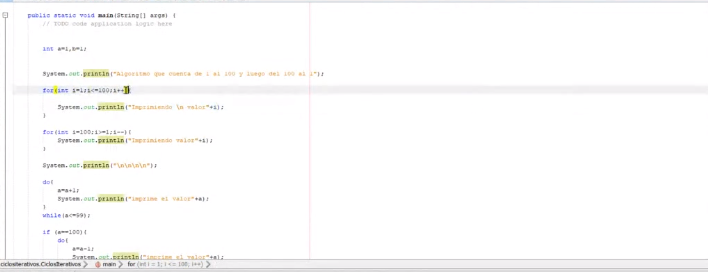 public static void main(String[] args) {
// TODO code application logic here
int a=1,b=1;
System.out.println("Algoritmo que cuenta de 1 al 100 y luego del 100 al 1");
for(int i=1;i<=100;i++){
System.out.println("Imprimiendo \n valor"+i);
}
for(int i=100;i>=1;i--){
System.out.println("Imprimiendo valor"+i);
}
System.out.println("\n\n\n\n");
do{
a=a+1;
System.out.println("imprime el valor"+a);
}
while(a<=99);
if (a==100){
do{
a=a-1;
System.out.println("imprime el valor"+a);
ciclosIterativos.CiclosIterativos > main > for (int i = 1; i <= 100; i++) >